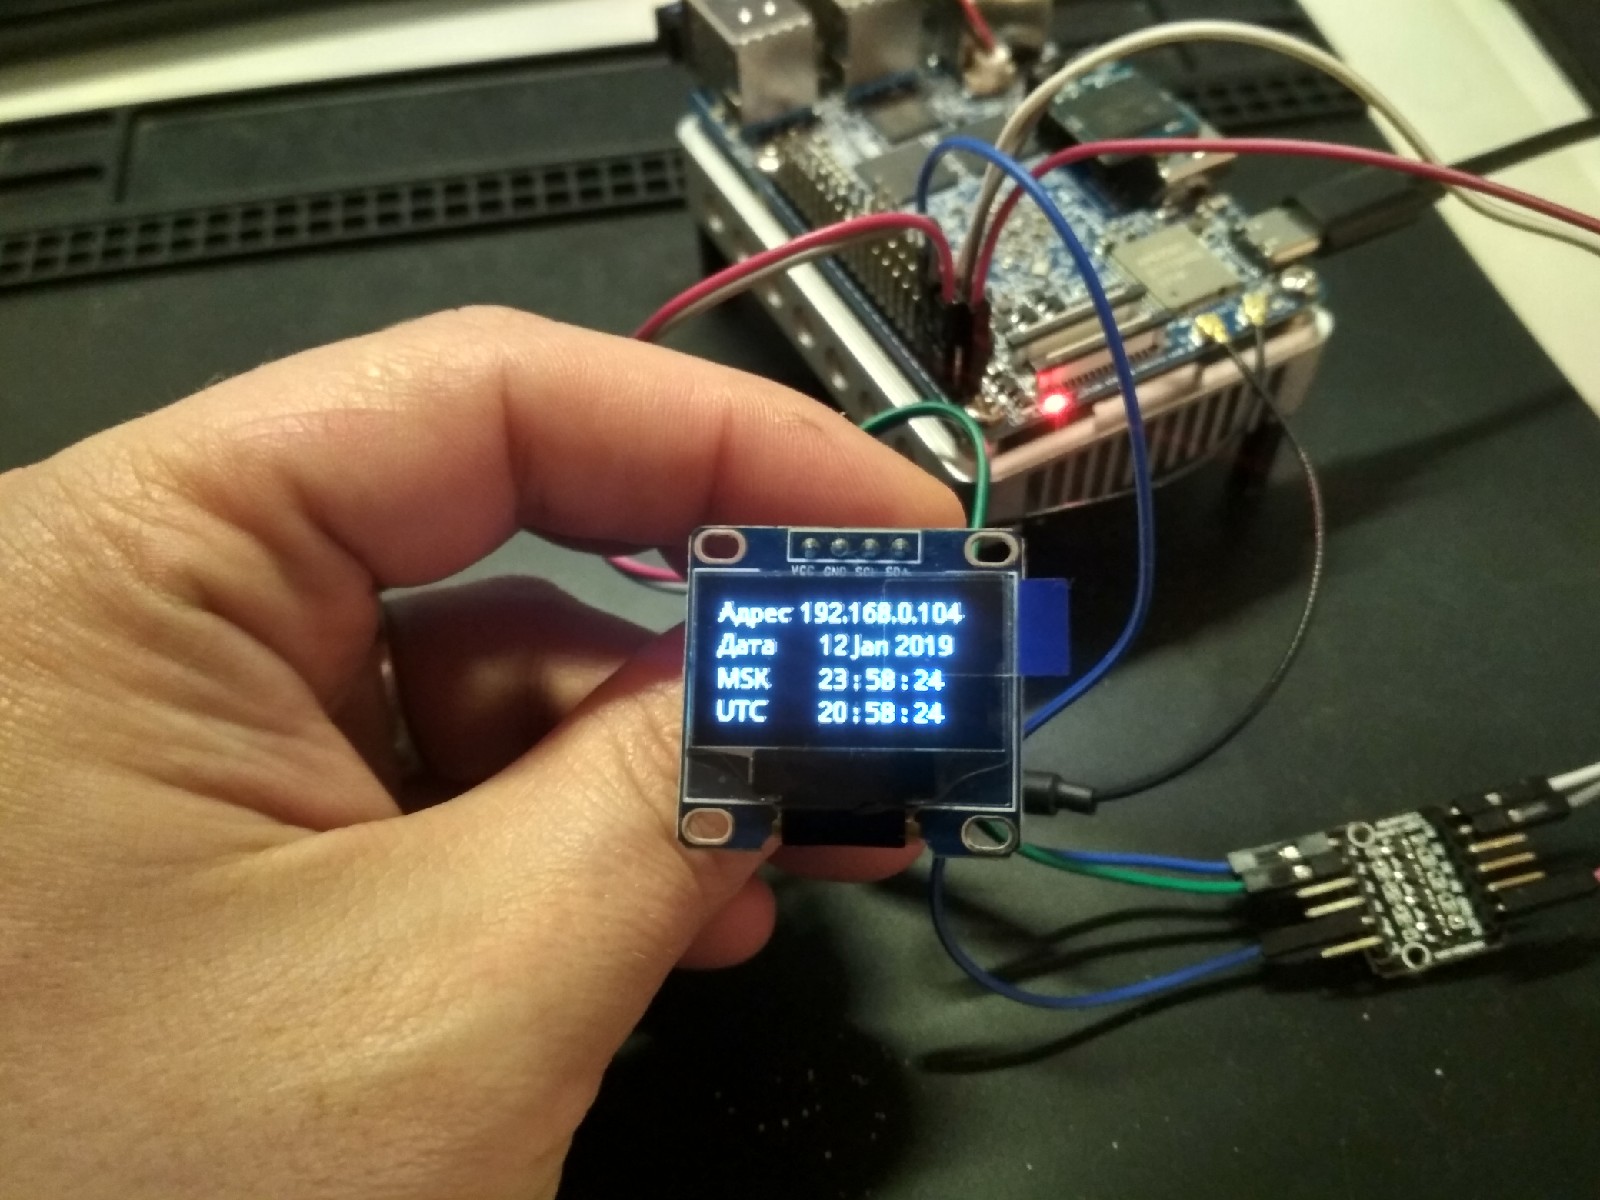 VCC GND SCL SDA
Адрес 192.168.0.104
Дата 12 Jan 2019
MSK 23:58:24
UTC 20:58:24